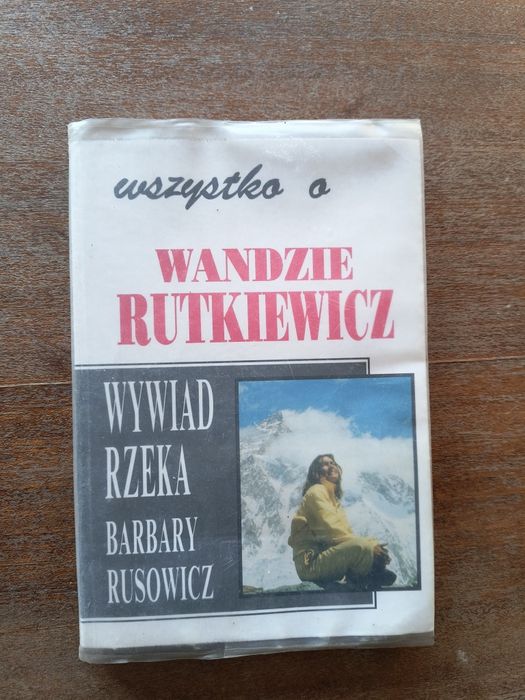 wszystko o
WANDZIE
RUTKIEWICZ
WYWIAD
RZEKA
BARBARY
RUSOWICZ